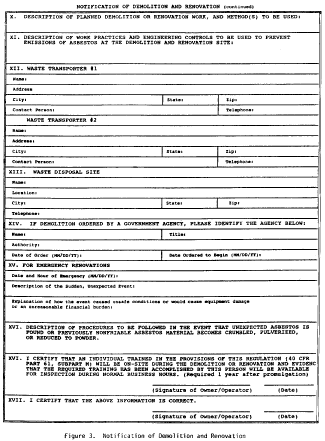 NOTIFICATION OF DEMOLITION AND RENOVATION (continued)
X. DESCRIPTION OF PLANNED DEMOLITION OR RENOVATION WORK, AND METHOD(S) TO BE USED:
XI. DESCRIPTION OF WORK PRACTICES AND ENGINEERING CONTROLS TO BE USED TO PREVENT
EMISSIONS OF ASBESTOS AT THE DEMOLITION AND RENOVATION SITE:
XII. WASTE TRANSPORTER #1
Name:
Address
City: State: Zip:
Contact Person: Telephone:
WASTE TRANSPORTER #2
Name:
Address:
City: State: Zip:
Contact Person: Telephone:
XIII. WASTE DISPOSAL SITE
Name:
Location:
City: State: Zip:
Telephone:
XIV. IF DEMOLITION ORDERED BY A GOVERNMENT AGENCY, PLEASE IDENTIFY THE AGENCY BELOW:
Name: Title:
Authority:
Date of Order (MM/DD/YY): Date Ordered to Begin (MM/DD/YY):
XV. FOR EMERGENCY RENOVATIONS
Date and Hour of Emergency (MM/DD/YY):
Description of the Sudden, Unexpected Event:
Explanation of how the event caused unsafe conditions or would cause equipment damage
or an unreasonable financial burden:
XVI. DESCRIPTION OF PROCEDURES TO BE FOLLOWED IN THE EVENT THAT UNEXPECTED ASBESTOS IS
FOUND OR PREVIOUSLY NONFRIABLE ASBESTOS MATERIAL BECOMES CRUMBLED, PULVERIZED,
OR REDUCED TO POWDER.
XVI. I CERTIFY THAT AN INDIVIDUAL TRAINED IN THE PROVISIONS OF THIS REGULATION (40 CFR
PART 61, SUBPART M) WILL BE ON-SITE DURING THE DEMOLITION OR RENOVATION AND EVIDENC
THAT THE REQUIRED TRAINING HAS BEEN ACCOMPLISHED BY THIS PERSON WILL BE AVAILABLE
FOR INSPECTION DURING NORMAL BUSINESS HOURS. (Required 1 year after promulgation)
(Signature of Owner/Operator) (Date)
XVII. I CERTIFY THAT THE ABOVE INFORMATION IS CORRECT.
(Signature of Owner/Operator) (Date)
Figure 3. Notification of Demolition and Renovation